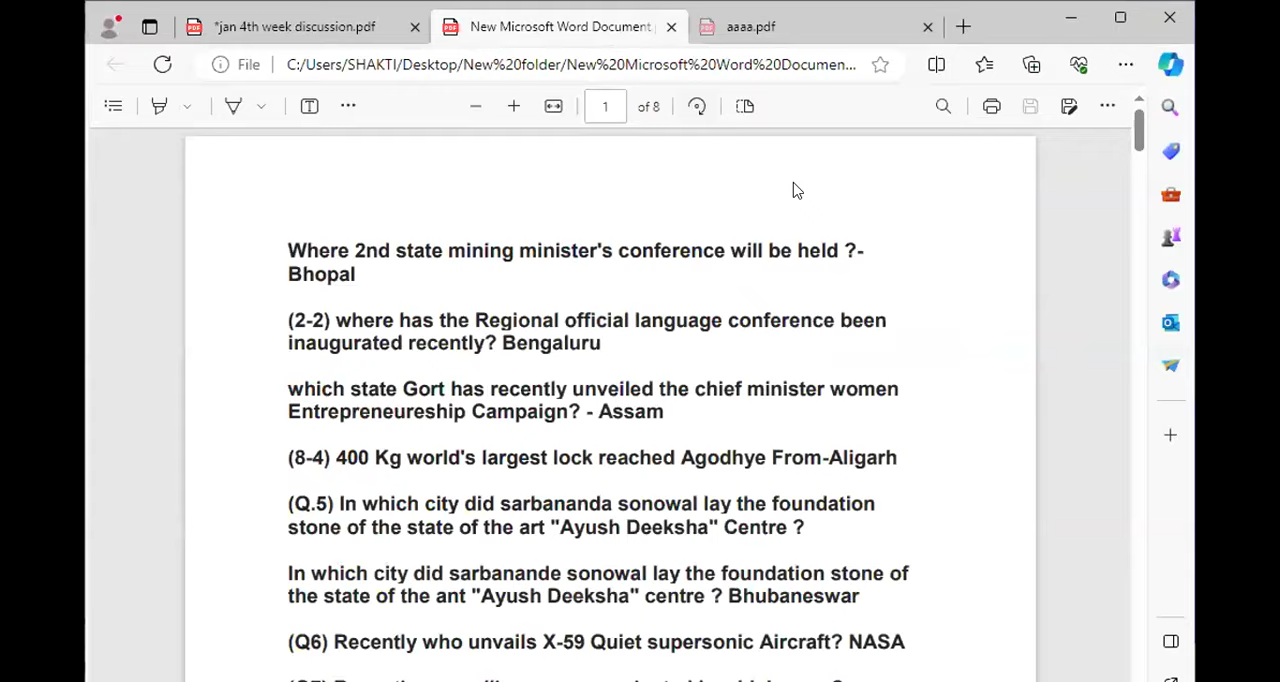 *jan 4th week discussion.pdf
New Microsoft Word Document
aaaa.pdf
File
C:/Users/SHAKTI/Desktop/New%20folder/New%20Microsoft%20Word%20Documen...
1 of 8
Where 2nd state mining minister's conference will be held ?-
Bhopal
(2-2) where has the Regional official language conference been
inaugurated recently? Bengaluru
which state Gort has recently unveiled the chief minister women
Entrepreneureship Campaign? - Assam
(8-4) 400 Kg world's largest lock reached Agodhye From-Aligarh
(Q.5) In which city did sarbananda sonowal lay the foundation
stone of the state of the art "Ayush Deeksha" Centre ?
In which city did sarbanande sonowal lay the foundation stone of
the state of the ant "Ayush Deeksha" centre ? Bhubaneswar
(Q6) Recently who unvails X-59 Quiet supersonic Aircraft? NASA